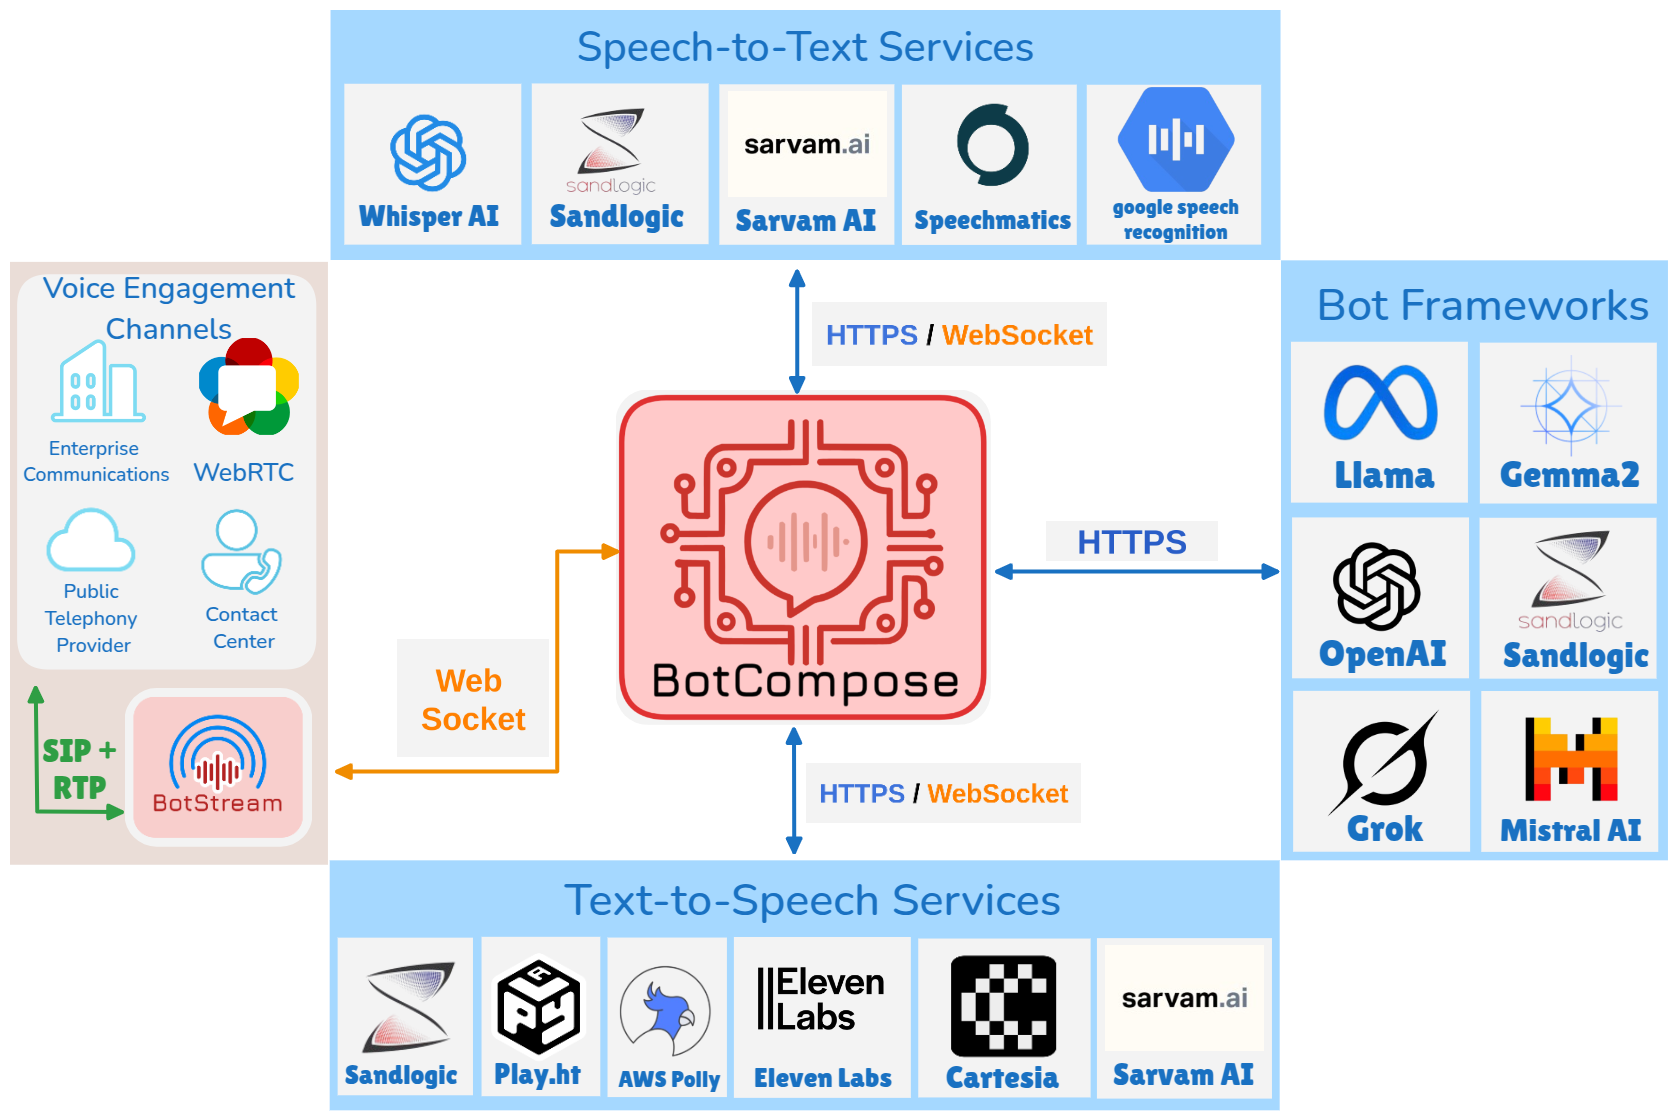 Speech-to-Text Services
sandlogic
sarvam.ai
Whisper AI
Sandlogic
Sarvam AI
Speechmatics
google speech
recognition
Voice Engagement
Channels
Enterprise
Communications
WebRTC
Public
Telephony
Provider
Contact
Center
SIP +
RTP
BotStream
HTTPS / WebSocket
Web
Socket
BotCompose
HTTPS
HTTPS / WebSocket
Bot Frameworks
Llama
Gemma2
sandlogic
OpenAI
Sandlogic
Grok
Mistral AI
Text-to-Speech Services
PLAY
||Eleven
Labs
sarvam.ai
Sandlogic
Play.ht
AWS Polly
Eleven Labs
Cartesia
Sarvam AI